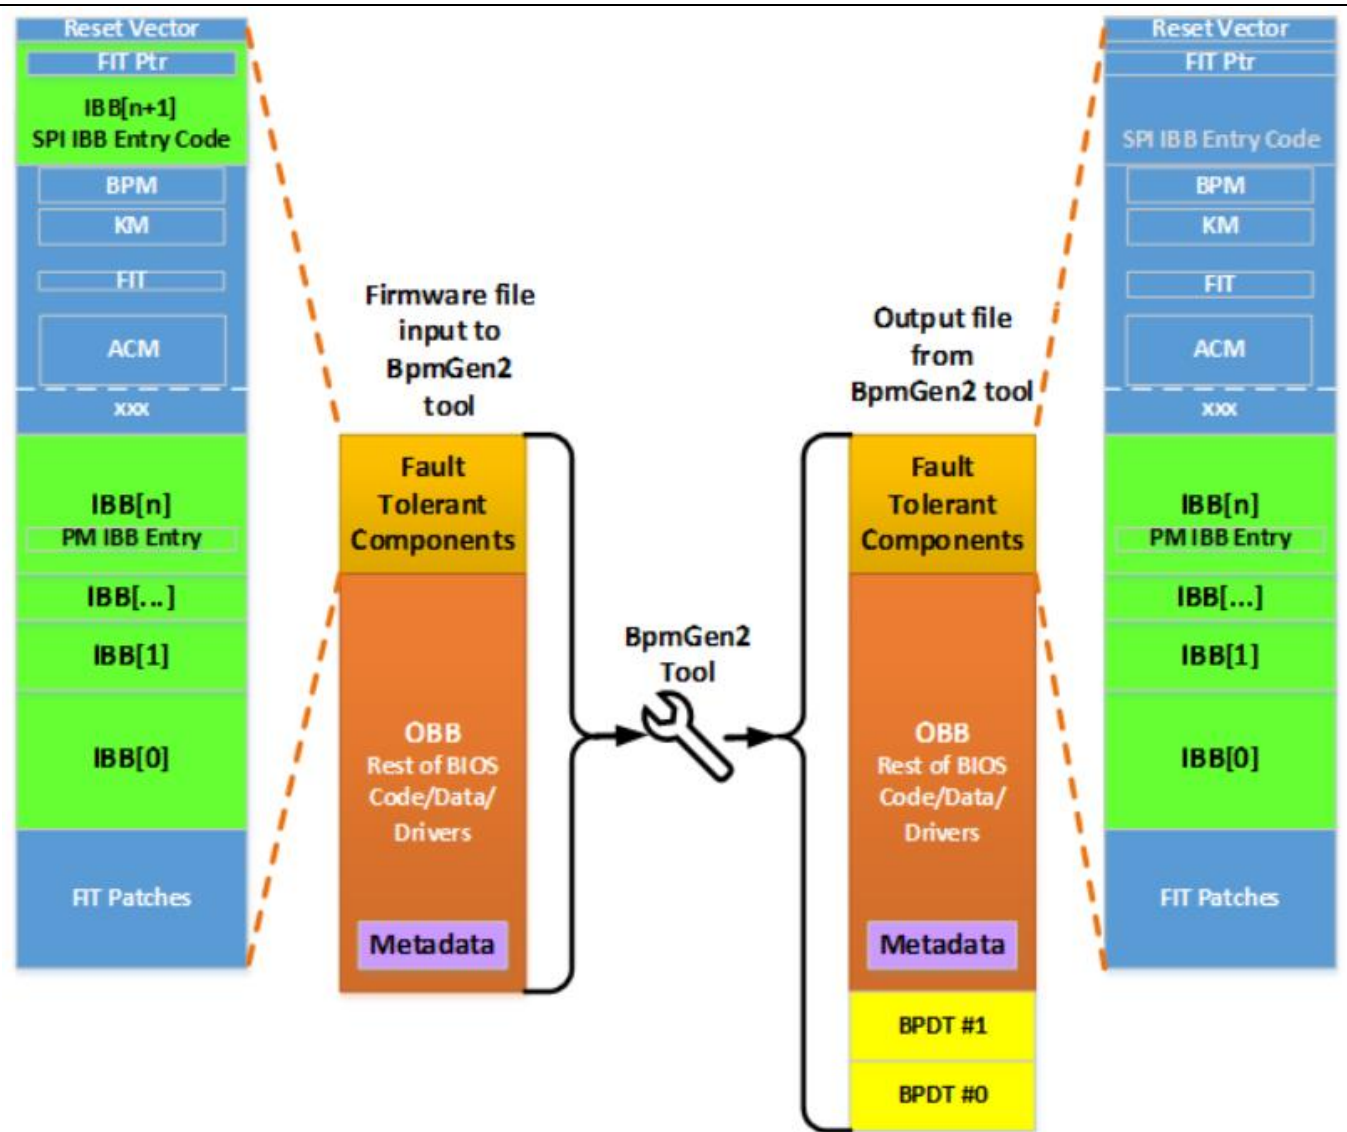 Reset Vector
FIT Ptr
IBB[n+1]
SPI IBB Entry Code
BPM
KM
FIT
ACM
xxx
IBB[n]
PM IBB Entry
IBB[...]
IBB[1]
IBB[0]
FIT Patches
Firmware file
input to
BpmGen2
tool
Fault
Tolerant
Components
OBB
Rest of BIOS
Code/Data/
Drivers
Metadata
BpmGen2
Tool
Output file
from
BpmGen2 tool
Fault
Tolerant
Components
OBB
Rest of BIOS
Code/Data/
Drivers
Metadata
BPDT #1
BPDT #0
Reset Vector
FIT Ptr
SPI IBB Entry Code
BPM
KM
FIT
ACM
xxx
IBB[n]
PM IBB Entry
IBB[...]
IBB[1]
IBB[0]
FIT Patches